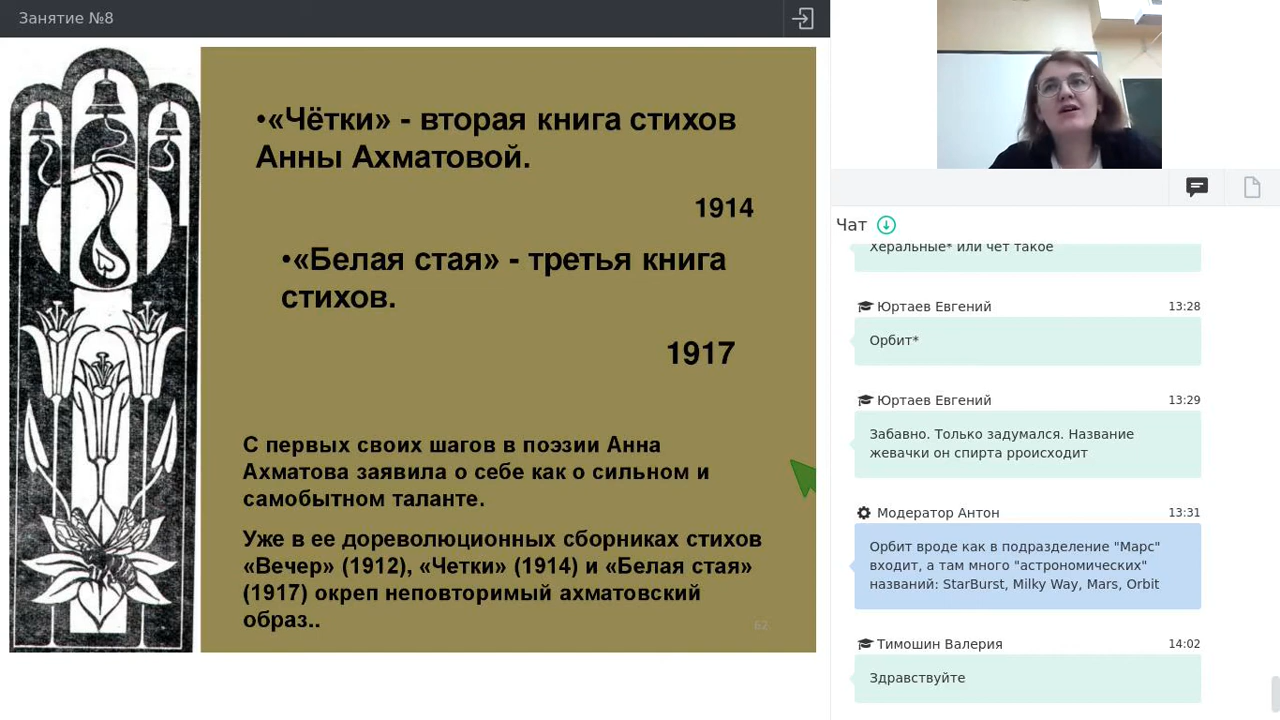 Занятие №8
•«Чётки» - вторая книга стихов
Анны Ахматовой.
1914
•«Белая стая» - третья книга
стихов.
1917
С первых своих шагов в поэзии Анна
Ахматова заявила о себе как о сильном и
самобытном таланте.
Уже в ее дореволюционных сборниках стихов
«Вечер» (1912), «Четки» (1914) и «Белая стая»
(1917) окреп неповторимый ахматовский
образ..
62
Чат
Херальные* или чет такое
Юртаев Евгений 13:28
Орбит*
Юртаев Евгений 13:29
Забавно. Только задумался. Название
жевачки он спирта рроисходит
Модератор Антон 13:31
Орбит вроде как в подразделение "Марс"
входит, а там много "астрономических"
названий: StarBurst, Milky Way, Mars, Orbit
Тимошин Валерия 14:02
Здравствуйте